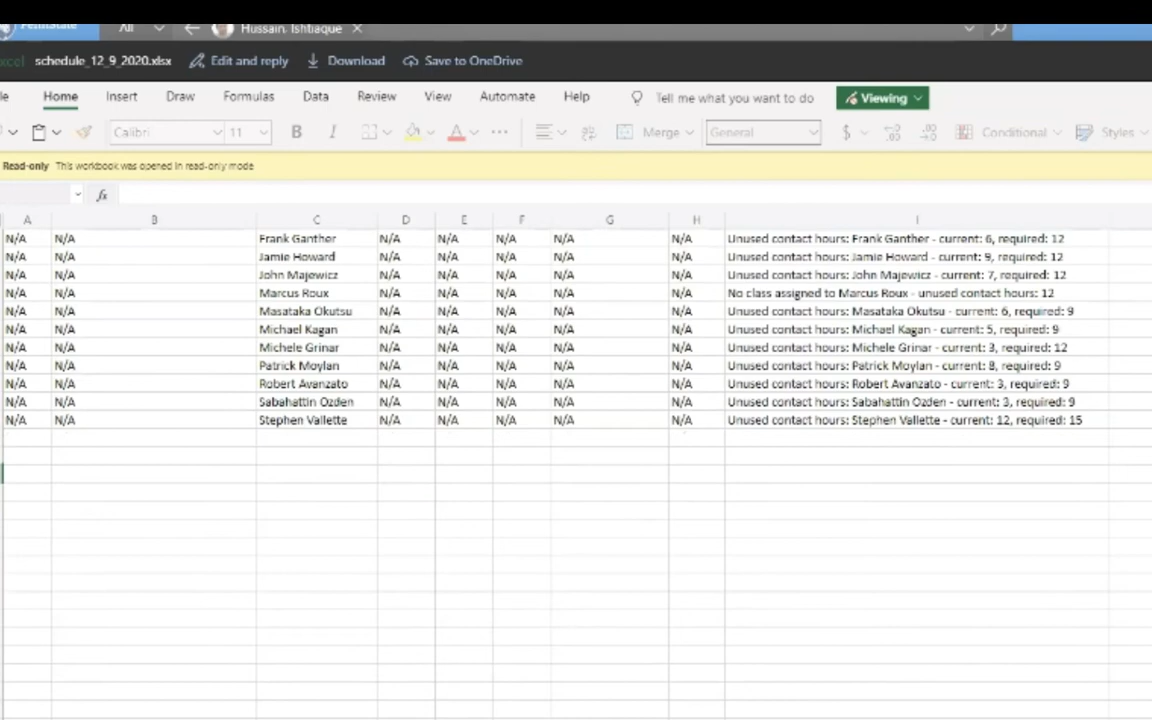 PennState All Hussain, Ishtiaque
schedule_12_9_2020.xlsx Edit and reply Download Save to OneDrive
Home Insert Draw Formulas Data Review View Automate Help Tell me what you want to do Viewing
Calibri 11 B I Merge General $ Conditional Styles
Read-only This workbook was opened in read-only mode
fx
A B C D E F G H I
N/A N/A Frank Ganther N/A N/A N/A N/A N/A Unused contact hours: Frank Ganther - current: 6, required: 12
N/A N/A Jamie Howard N/A N/A N/A N/A N/A Unused contact hours: Jamie Howard - current: 9, required: 12
N/A N/A John Majewicz N/A N/A N/A N/A N/A Unused contact hours: John Majewicz - current: 7, required: 12
N/A N/A Marcus Roux N/A N/A N/A N/A N/A No class assigned to Marcus Roux - unused contact hours: 12
N/A N/A Masataka Okutsu N/A N/A N/A N/A N/A Unused contact hours: Masataka Okutsu - current: 6, required: 9
N/A N/A Michael Kagan N/A N/A N/A N/A N/A Unused contact hours: Michael Kagan - current: 5, required: 9
N/A N/A Michele Grinar N/A N/A N/A N/A N/A Unused contact hours: Michele Grinar - current: 3, required: 12
N/A N/A Patrick Moylan N/A N/A N/A N/A N/A Unused contact hours: Patrick Moylan - current: 8, required: 9
N/A N/A Robert Avanzato N/A N/A N/A N/A N/A Unused contact hours: Robert Avanzato - current: 3, required: 9
N/A N/A Sabahattin Ozden N/A N/A N/A N/A N/A Unused contact hours: Sabahattin Ozden - current: 3, required: 9
N/A N/A Stephen Vallette N/A N/A N/A N/A N/A Unused contact hours: Stephen Vallette - current: 12, required: 15